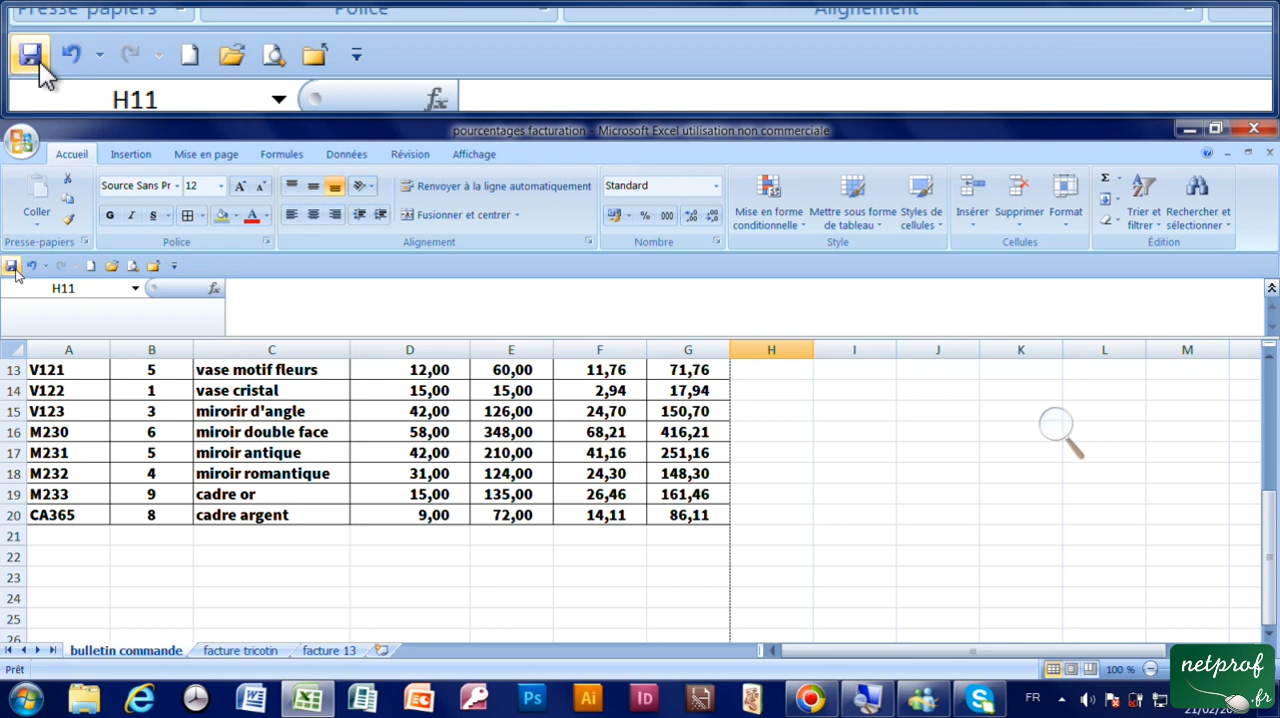 Presse papiers Police Alignement
H11 fx
pourcentages facturation - Microsoft Excel utilisation non commerciale
Accueil Insertion Mise en page Formules Données Révision Affichage
Coller
Source Sans Pr 12
G I S A
Renvoyer à la ligne automatiquement
Fusionner et centrer
Standard
% 000
Mise en forme conditionnelle
Mettre sous forme de tableau
Styles de cellules
Insérer Supprimer Format
Σ
Trier et filtrer
Rechercher et sélectionner
Presse-papiers Police Alignement Nombre Style Cellules Édition
H11 fx
A B C D E F G H I J K L M
13 V121 5 vase motif fleurs 12,00 60,00 11,76 71,76
14 V122 1 vase cristal 15,00 15,00 2,94 17,94
15 V123 3 mirorir d'angle 42,00 126,00 24,70 150,70
16 M230 6 miroir double face 58,00 348,00 68,21 416,21
17 M231 5 miroir antique 42,00 210,00 41,16 251,16
18 M232 4 miroir romantique 31,00 124,00 24,30 148,30
19 M233 9 cadre or 15,00 135,00 26,46 161,46
20 CA365 8 cadre argent 9,00 72,00 14,11 86,11
21
22
23
24
25
26
bulletin commande facture tricotin facture 13
Prêt 100 %
Ps Ai ID FR
netprof
.fr